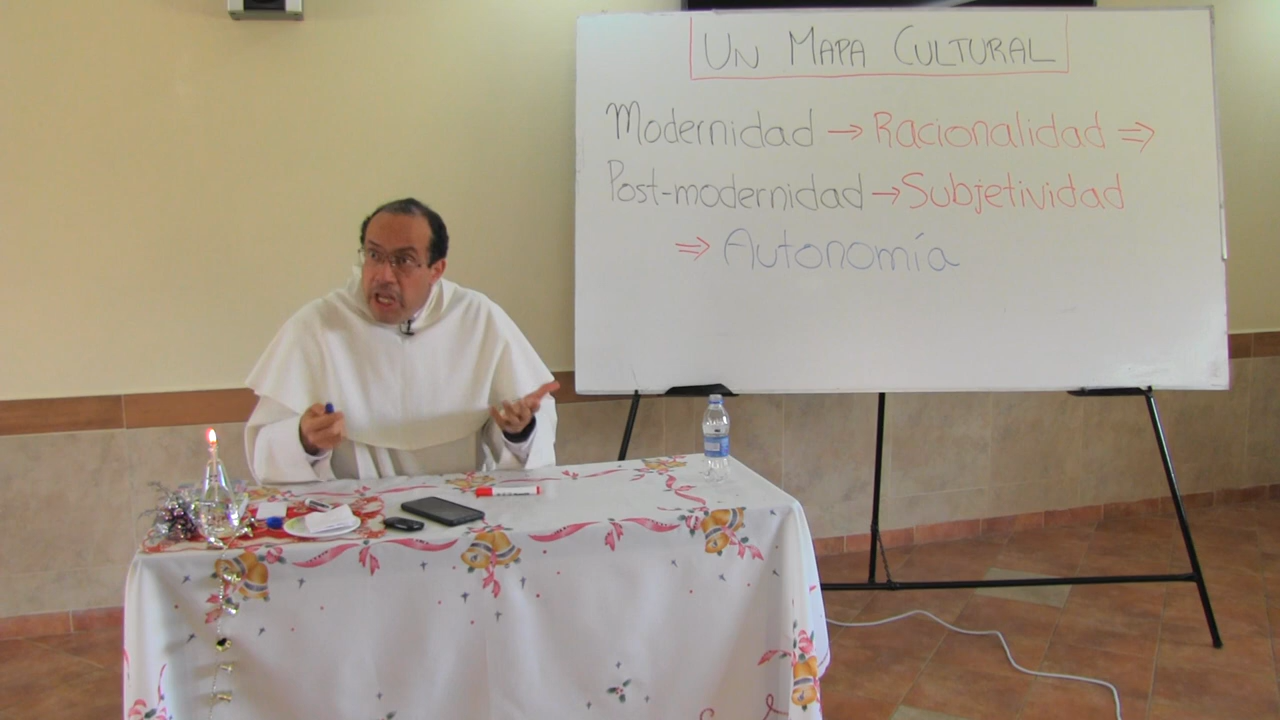 UN MAPA CULTURAL
Modernidad → Racionalidad ⇒
Post-modernidad → Subjetividad
⇒ Autonomía